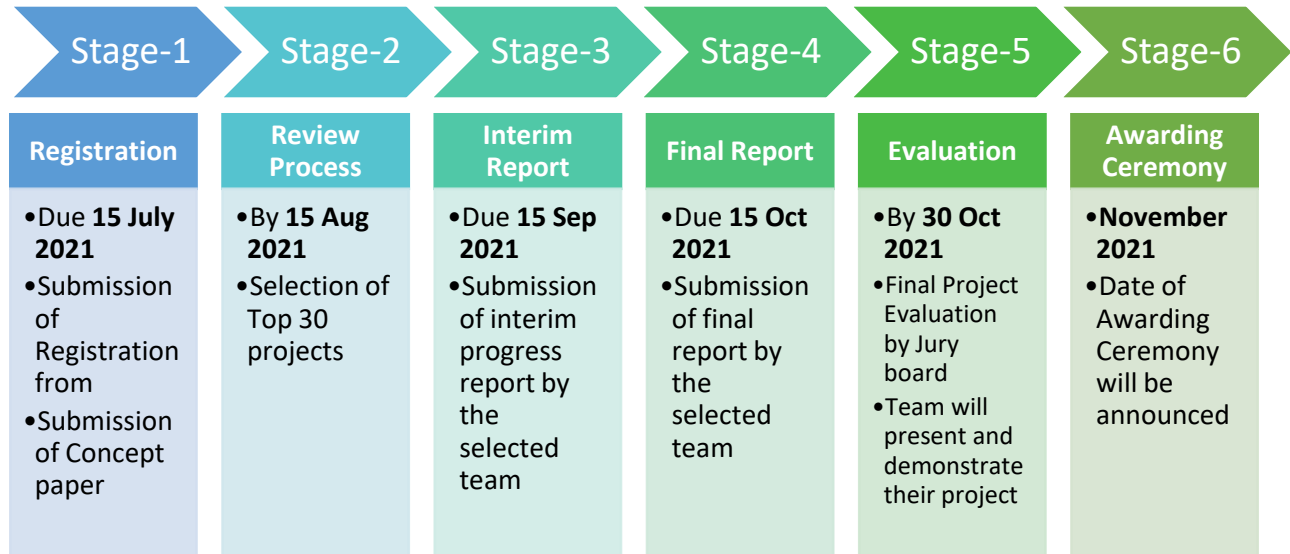 Stage-1
Stage-2
Stage-3
Stage-4
Stage-5
Stage-6
Registration
•Due 15 July
2021
•Submission
of
Registration
from
•Submission
of Concept
paper
Review
Process
•By 15 Aug
2021
•Selection of
Top 30
projects
Interim
Report
•Due 15 Sep
2021
•Submission
of interim
progress
report by
the
selected
team
Final Report
•Due 15 Oct
2021
•Submission
of final
report by
the
selected
team
Evaluation
•By 30 Oct
2021
•Final Project
Evaluation
by Jury
board
•Team will
present and
demonstrate
their project
Awarding
Ceremony
•November
2021
•Date of
Awarding
Ceremony
will be
announced